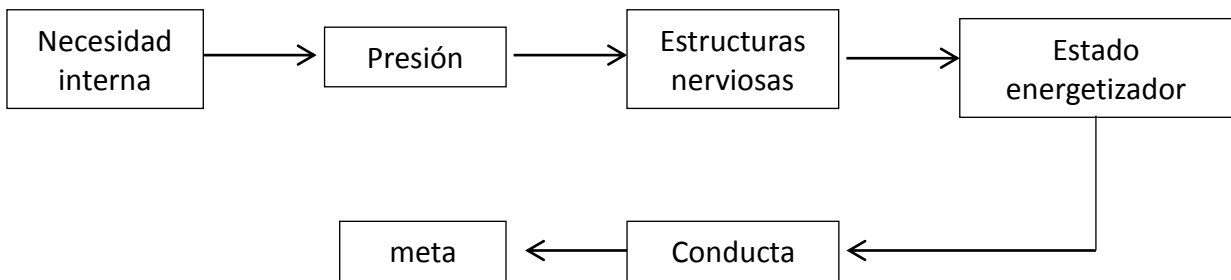 Necesidad
interna
Presión
Estructuras
nerviosas
Estado
energetizador
Conducta
meta